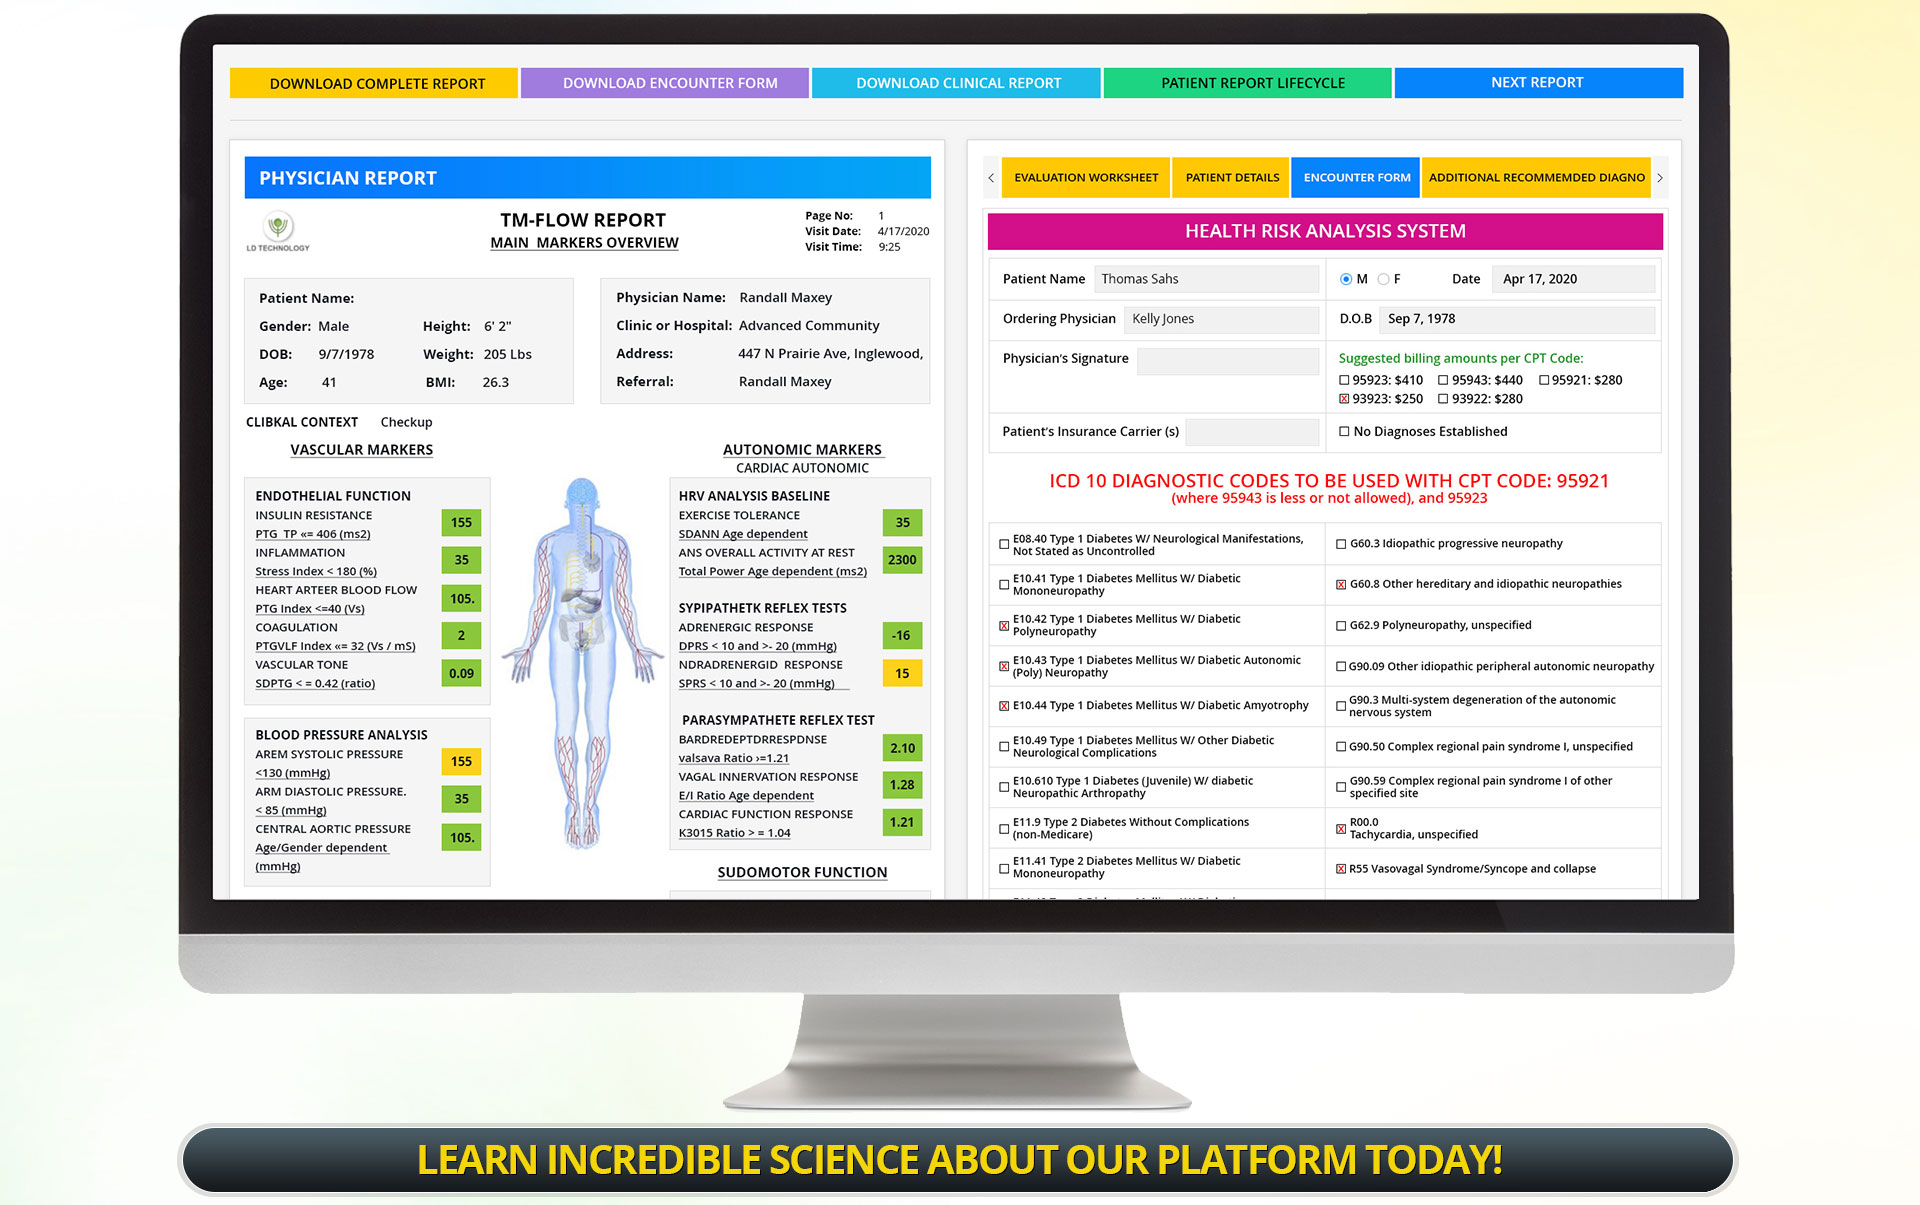 DOWNLOAD COMPLETE REPORT
DOWNLOAD ENCOUNTER FORM
DOWNLOAD CLINICAL REPORT
PATIENT REPORT LIFECYCLE
NEXT REPORT
PHYSICIAN REPORT
LD TECHNOLOGY
TM-FLOW REPORT
MAIN MARKERS OVERVIEW
Page No: 1
Visit Date: 4/17/2020
Visit Time: 9:25
Patient Name:
Gender: Male Height: 6' 2"
DOB: 9/7/1978 Weight: 205 Lbs
Age: 41 BMI: 26.3
Physician Name: Randall Maxey
Clinic or Hospital: Advanced Community
Address: 447 N Prairie Ave, Inglewood,
Referral: Randall Maxey
CLIBKAL CONTEXT Checkup
VASCULAR MARKERS
ENDOTHELIAL FUNCTION
INSULIN RESISTANCE
PTG TP «= 406 (ms2) 155
INFLAMMATION
Stress Index < 180 (%) 35
HEART ARTEER BLOOD FLOW
PTG Index <=40 (Vs) 105.
COAGULATION
PTGVLF Index «= 32 (Vs / mS) 2
VASCULAR TONE
SDPTG < = 0.42 (ratio) 0.09
BLOOD PRESSURE ANALYSIS
AREM SYSTOLIC PRESSURE
<130 (mmHg) 155
ARM DIASTOLIC PRESSURE.
< 85 (mmHg) 35
CENTRAL AORTIC PRESSURE
Age/Gender dependent 105.
(mmHg)
AUTONOMIC MARKERS
CARDIAC AUTONOMIC
HRV ANALYSIS BASELINE
EXERCISE TOLERANCE
SDANN Age dependent 35
ANS OVERALL ACTIVITY AT REST
Total Power Age dependent (ms2) 2300
SYPIPATHETK REFLEX TESTS
ADRENERGIC RESPONSE
DPRS < 10 and >- 20 (mmHg) -16
NDRADRENERGID RESPONSE
SPRS < 10 and >- 20 (mmHg) 15
PARASYMPATHETE REFLEX TEST
BARDREDEPTDRRESPDNSE
valsava Ratio ›=1.21 2.10
VAGAL INNERVATION RESPONSE
E/I Ratio Age dependent 1.28
CARDIAC FUNCTION RESPONSE
K3015 Ratio > = 1.04 1.21
SUDOMOTOR FUNCTION
EVALUATION WORKSHEET
PATIENT DETAILS
ENCOUNTER FORM
ADDITIONAL RECOMMEMDED DIAGNO
HEALTH RISK ANALYSIS SYSTEM
Patient Name Thomas Sahs M F Date Apr 17, 2020
Ordering Physician Kelly Jones D.O.B Sep 7, 1978
Physician's Signature
Suggested billing amounts per CPT Code:
95923: $410 95943: $440 95921: $280
93923: $250 93922: $280
Patient's Insurance Carrier (s) No Diagnoses Established
ICD 10 DIAGNOSTIC CODES TO BE USED WITH CPT CODE: 95921
(where 95943 is less or not allowed), and 95923
E08.40 Type 1 Diabetes W/ Neurological Manifestations,
Not Stated as Uncontrolled
G60.3 Idiopathic progressive neuropathy
E10.41 Type 1 Diabetes Mellitus W/ Diabetic
Mononeuropathy
G60.8 Other hereditary and idiopathic neuropathies
E10.42 Type 1 Diabetes Mellitus W/ Diabetic
Polyneuropathy
G62.9 Polyneuropathy, unspecified
E10.43 Type 1 Diabetes Mellitus W/ Diabetic Autonomic
(Poly) Neuropathy
G90.09 Other idiopathic peripheral autonomic neuropathy
E10.44 Type 1 Diabetes Mellitus W/ Diabetic Amyotrophy
G90.3 Multi-system degeneration of the autonomic
nervous system
E10.49 Type 1 Diabetes Mellitus W/ Other Diabetic
Neurological Complications
G90.50 Complex regional pain syndrome I, unspecified
E10.610 Type 1 Diabetes (Juvenile) W/ diabetic
Neuropathic Arthropathy
G90.59 Complex regional pain syndrome I of other
specified site
E11.9 Type 2 Diabetes Without Complications
(non-Medicare)
R00.0
Tachycardia, unspecified
E11.41 Type 2 Diabetes Mellitus W/ Diabetic
Mononeuropathy
R55 Vasovagal Syndrome/Syncope and collapse
LEARN INCREDIBLE SCIENCE ABOUT OUR PLATFORM TODAY!